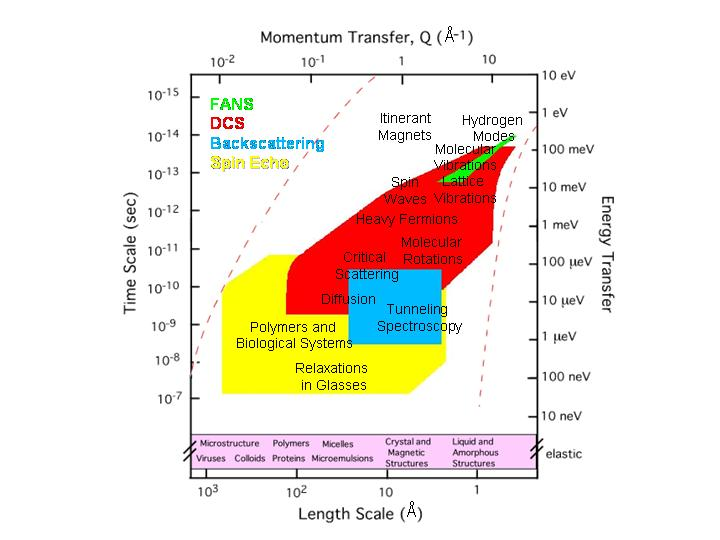 Momentum Transfer, Q (Å-1)
10-2 10-1 1 10
10 eV
10-15
FANS
1 eV
Itinerant
Magnets
Hydrogen
Modes
DCS
10-14
Backscattering
Molecular
Vibrations
100 meV
Spin Echo
10-13
Spin
Waves
Lattice
Vibrations
10 meV
10-12
Heavy Fermions
1 meV
Molecular
Rotations
10-11
Critical
Scattering
100 µeV
10-10
Diffusion
10 µeV
Tunneling
Spectroscopy
10-9
Polymers and
Biological Systems
1 µeV
10-8
Relaxations
in Glasses
100 neV
10-7
10 neV
Time Scale (sec)
Energy Transfer
Microstructure Polymers Micelles
Viruses Colloids Proteins Microemulsions
Crystal and
Magnetic
Structures
Liquid and
Amorphous
Structures
elastic
103 102 10 1
Length Scale (Å)